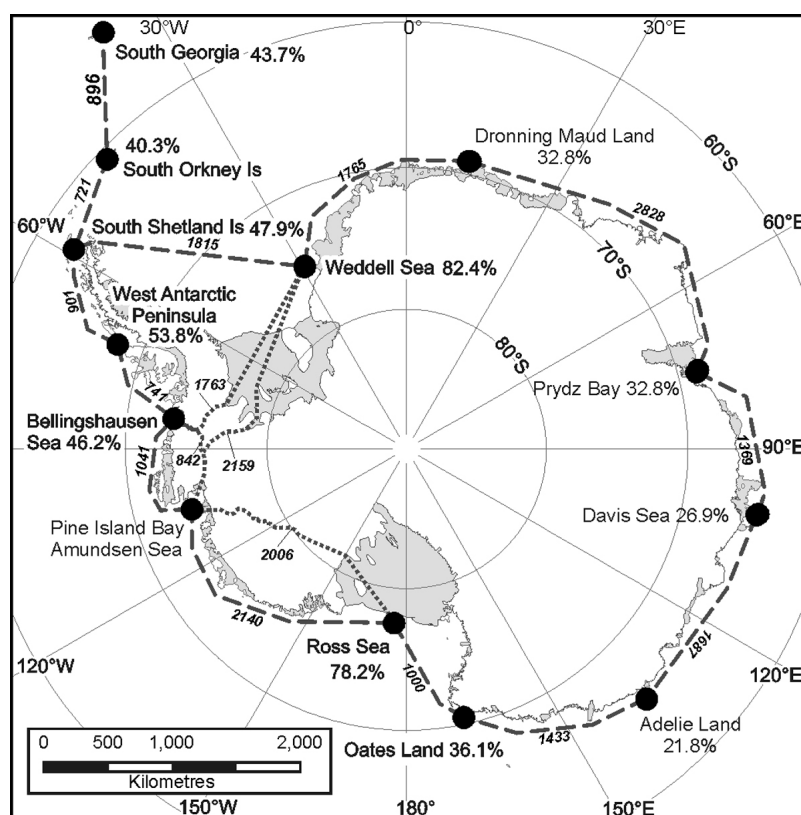 30°W
0°
30°E
South Georgia 43.7%
896
40.3%
South Orkney Is
Dronning Maud Land
32.8%
60°S
1765
721
60°W
South Shetland Is 47.9%
1815
2828
60°E
70°S
Weddell Sea 82.4%
West Antarctic
Peninsula
53.8%
901
80°S
741
1763
Prydz Bay 32.8%
Bellingshausen
Sea 46.2%
842
2159
1041
1369
90°E
Pine Island Bay
Amundsen Sea
Davis Sea 26.9%
2006
2140
Ross Sea
78.2%
1000
1687
120°W
120°E
Adelie Land
21.8%
Oates Land 36.1%
1433
0 500 1,000 2,000
Kilometres
150°W
180°
150°E